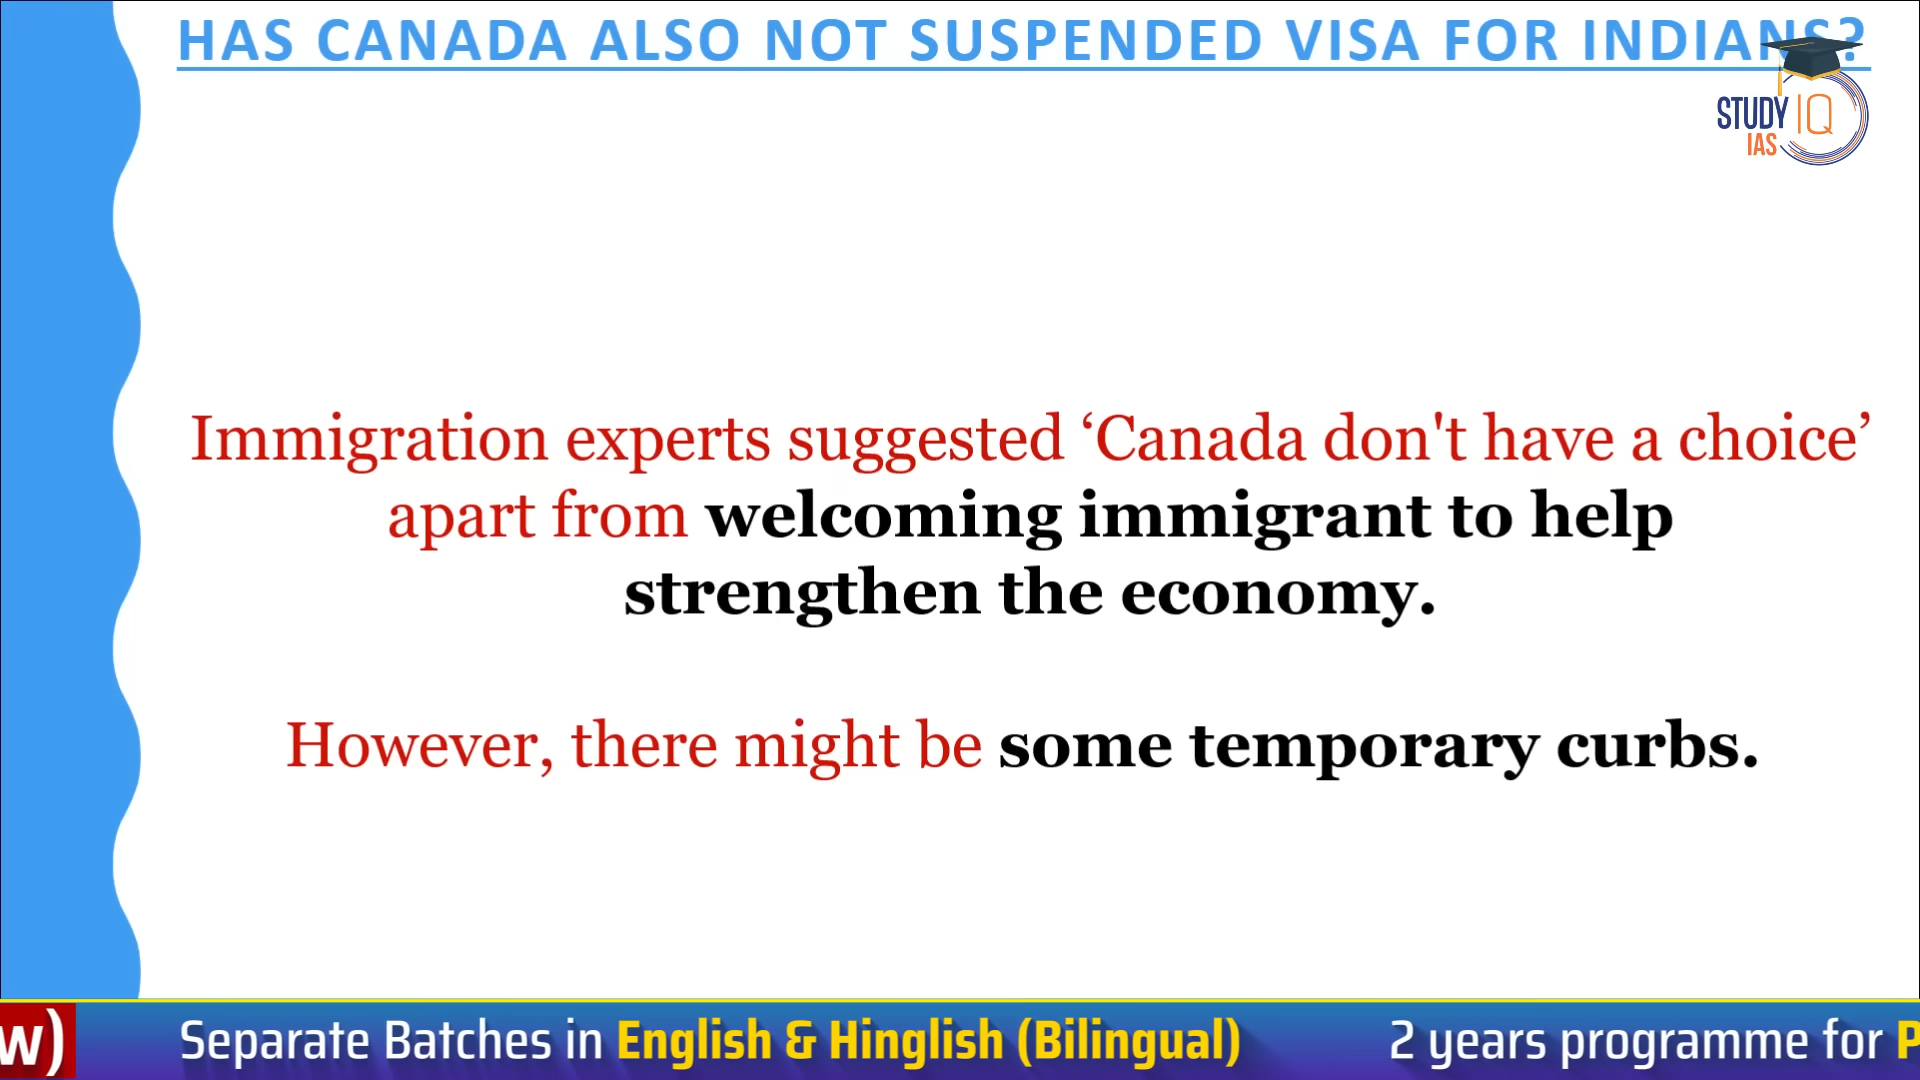 HAS CANADA ALSO NOT SUSPENDED VISA FOR INDIANS?
STUDY IQ
IAS
Immigration experts suggested ‘Canada don't have a choice’
apart from welcoming immigrant to help
strengthen the economy.
However, there might be some temporary curbs.
w) Separate Batches in English & Hinglish (Bilingual) 2 years programme for P